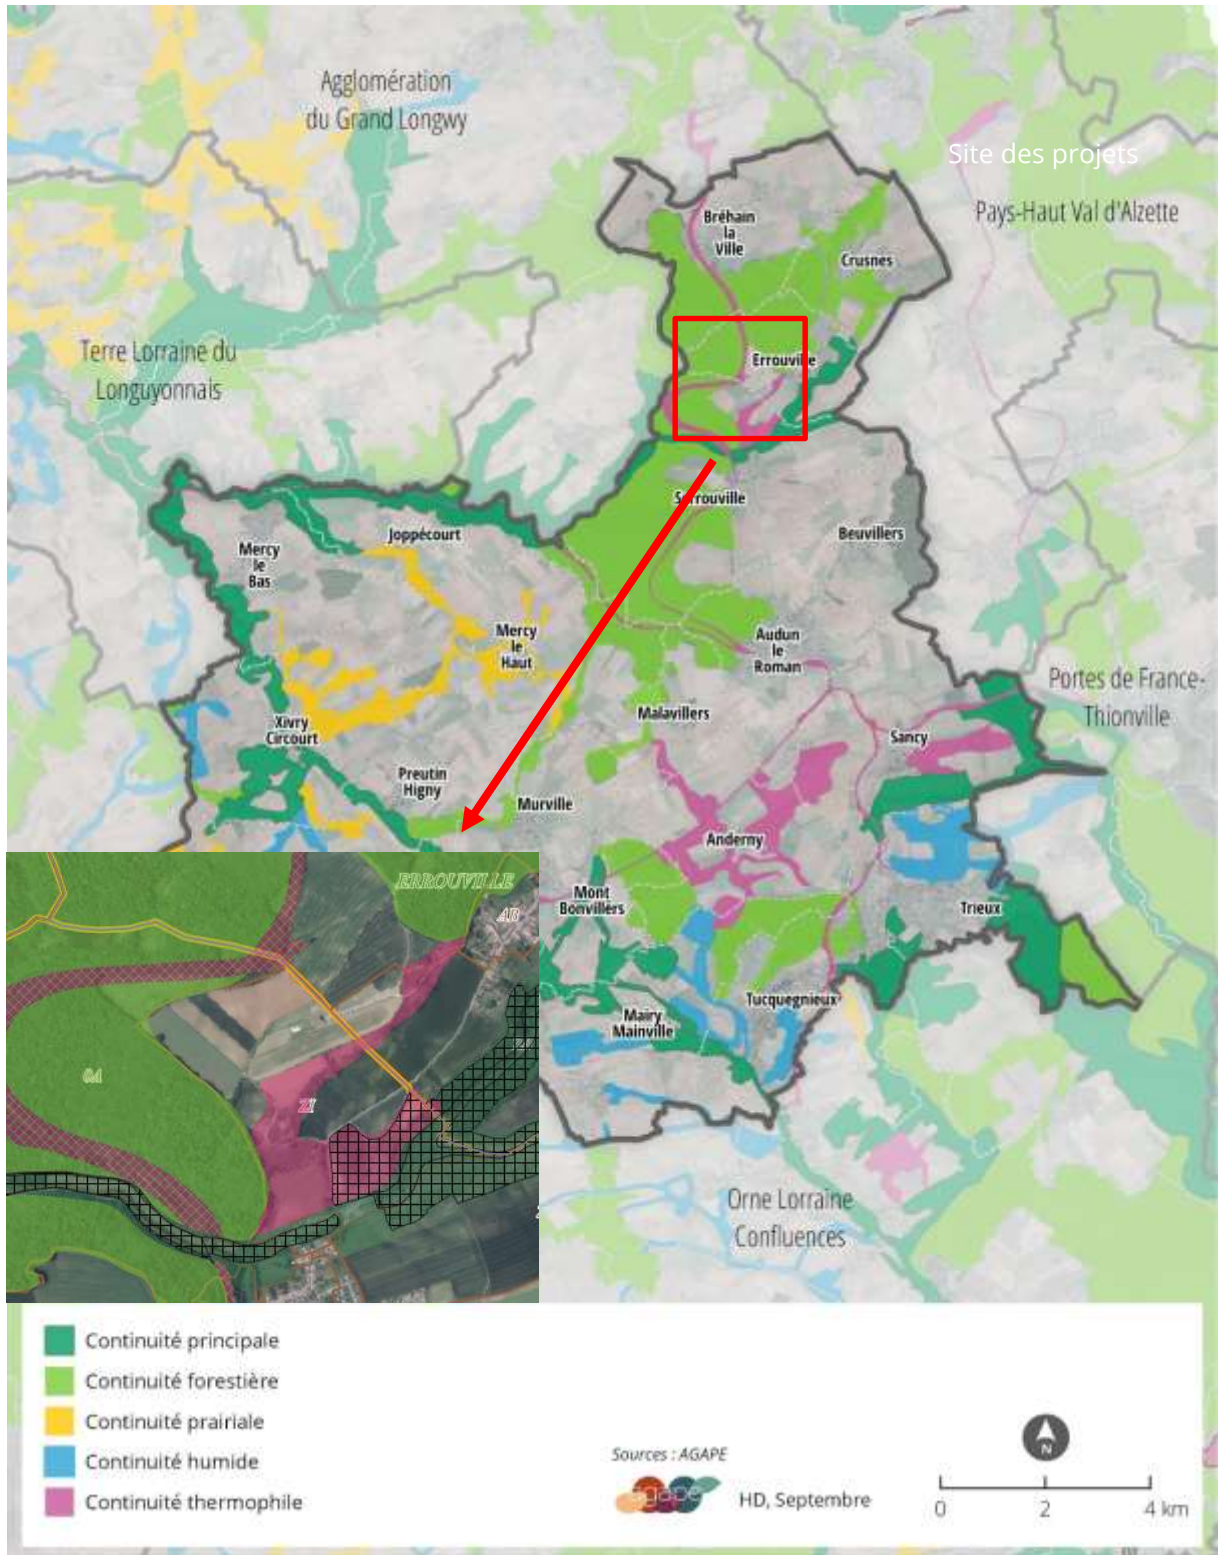 Agglomération
du Grand Longwy
Site des projets
Pays-Haut Val d'Alzette
Bréhain
la
Ville
Crusnes
Terre Lorraine du
Longuyonnais
Errouville
Serrouville
Beuvillers
Joppécourt
Mercy
le
Bas
Mercy
le
Haut
Audun
le
Roman
Portes de France-
Thionville
Xivry
Circourt
Malavillers
Sancy
Preutin
Higny
Murville
Anderny
Mont
Bonvillers
Trieux
Tucquegnieux
Mairy
Mainville
ERROUVILLE
AB
ZI
Orne Lorraine
Confluences
Continuité principale
Continuité forestière
Continuité prairiale
Continuité humide
Continuité thermophile
Sources : AGAPE
agape
HD, Septembre
N
0 2 4 km